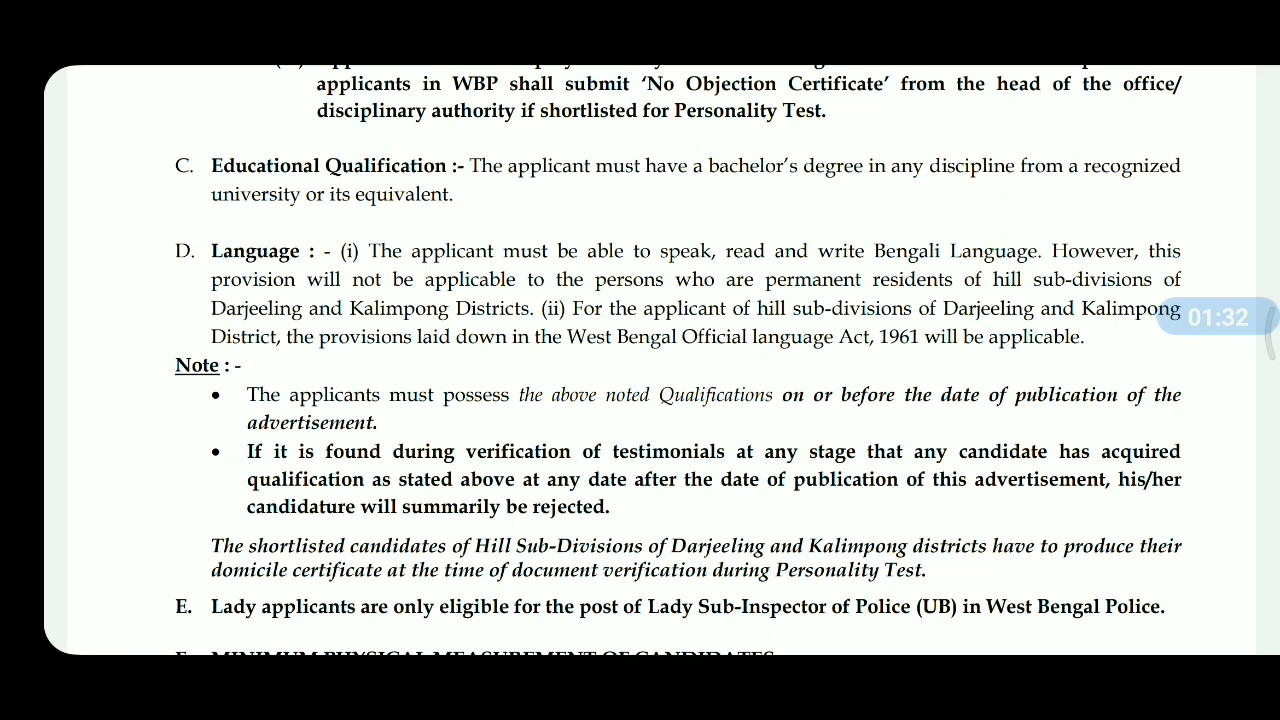 applicants in WBP shall submit ‘No Objection Certificate’ from the head of the office/
disciplinary authority if shortlisted for Personality Test.
C. Educational Qualification :- The applicant must have a bachelor’s degree in any discipline from a recognized
university or its equivalent.
D. Language : - (i) The applicant must be able to speak, read and write Bengali Language. However, this
provision will not be applicable to the persons who are permanent residents of hill sub-divisions of
Darjeeling and Kalimpong Districts. (ii) For the applicant of hill sub-divisions of Darjeeling and Kalimpong
01:32
District, the provisions laid down in the West Bengal Official language Act, 1961 will be applicable.
Note : -
• The applicants must possess the above noted Qualifications on or before the date of publication of the
advertisement.
• If it is found during verification of testimonials at any stage that any candidate has acquired
qualification as stated above at any date after the date of publication of this advertisement, his/her
candidature will summarily be rejected.
The shortlisted candidates of Hill Sub-Divisions of Darjeeling and Kalimpong districts have to produce their
domicile certificate at the time of document verification during Personality Test.
E. Lady applicants are only eligible for the post of Lady Sub-Inspector of Police (UB) in West Bengal Police.
F. MINIMUM PHYSICAL MEASUREMENT OF CANDIDATES